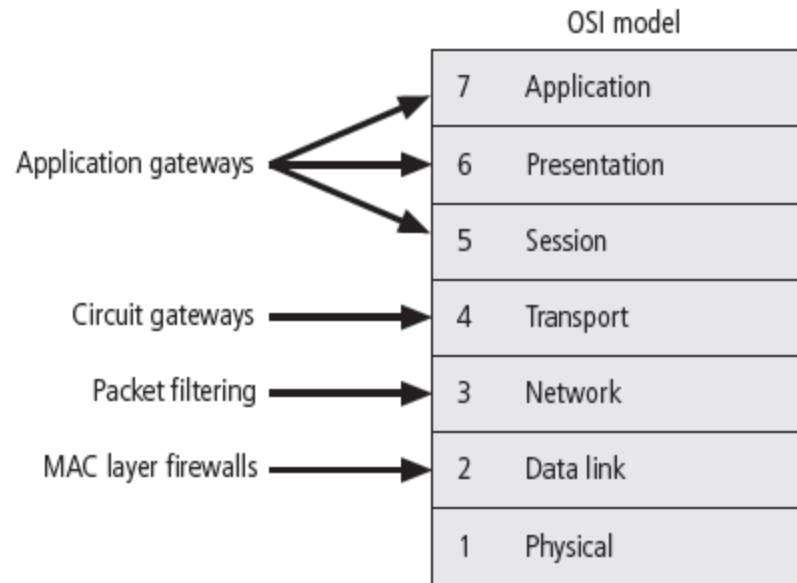 OSI model
7 Application
Application gateways 6 Presentation
5 Session
Circuit gateways 4 Transport
Packet filtering 3 Network
MAC layer firewalls 2 Data link
1 Physical